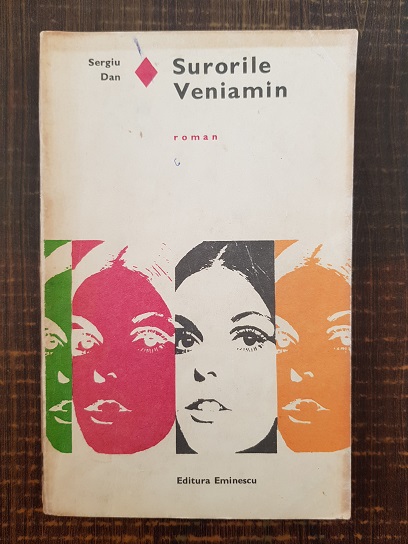 Sergiu
Dan
Surorile
Veniamin
roman
Editura Eminescu